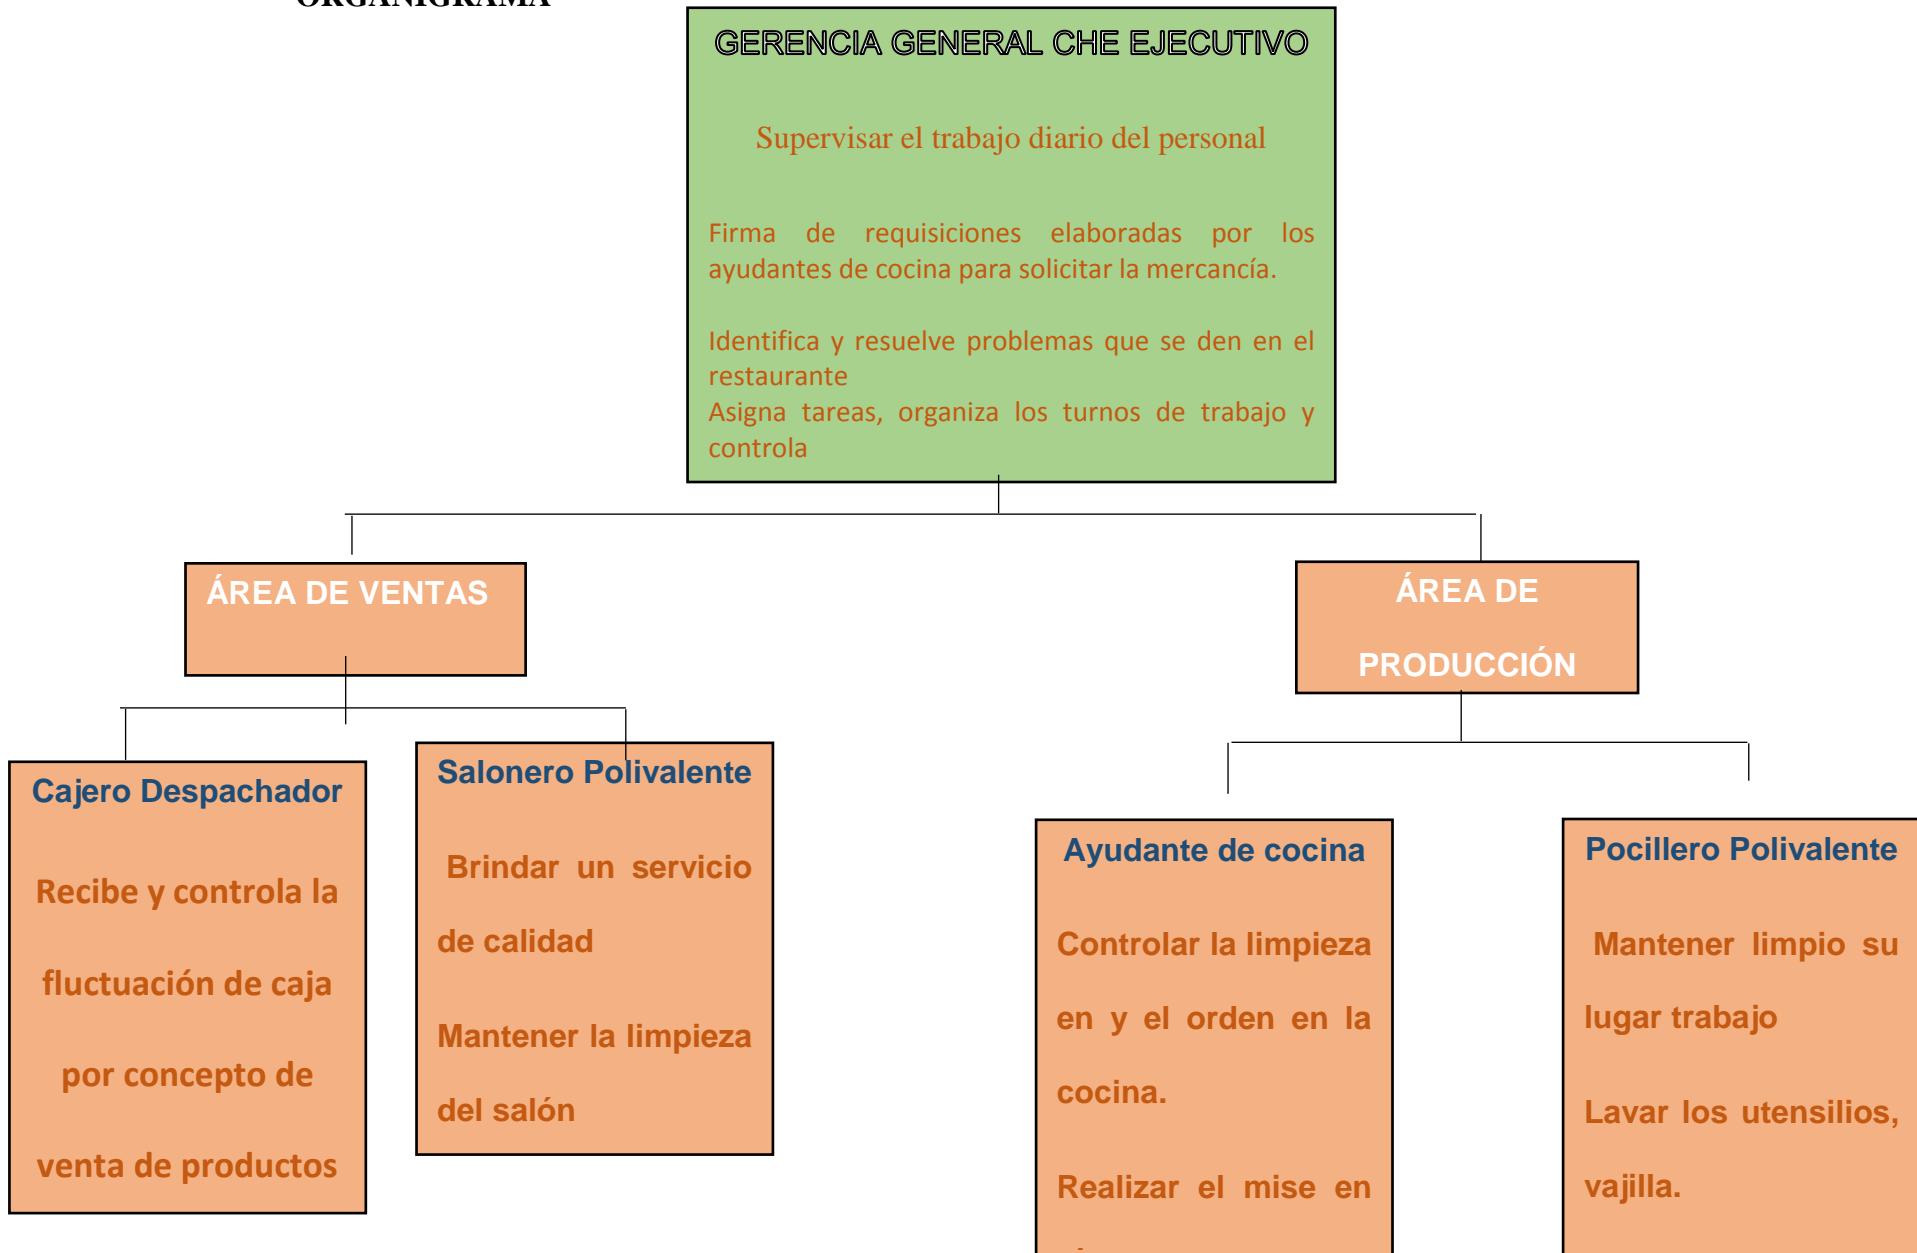 ORGANIGRAMA
GERENCIA GENERAL CHE EJECUTIVO
Supervisar el trabajo diario del personal
Firma de requisiciones elaboradas por los
ayudantes de cocina para solicitar la mercancía.
Identifica y resuelve problemas que se den en el
restaurante
Asigna tareas, organiza los turnos de trabajo y
controla
ÁREA DE VENTAS
ÁREA DE
PRODUCCIÓN
Cajero Despachador
Recibe y controla la
fluctuación de caja
por concepto de
venta de productos
Salonero Polivalente
Brindar un servicio
de calidad
Mantener la limpieza
del salón
Ayudante de cocina
Controlar la limpieza
en y el orden en la
cocina.
Realizar el mise en
Pocillero Polivalente
Mantener limpio su
lugar trabajo
Lavar los utensilios,
vajilla.